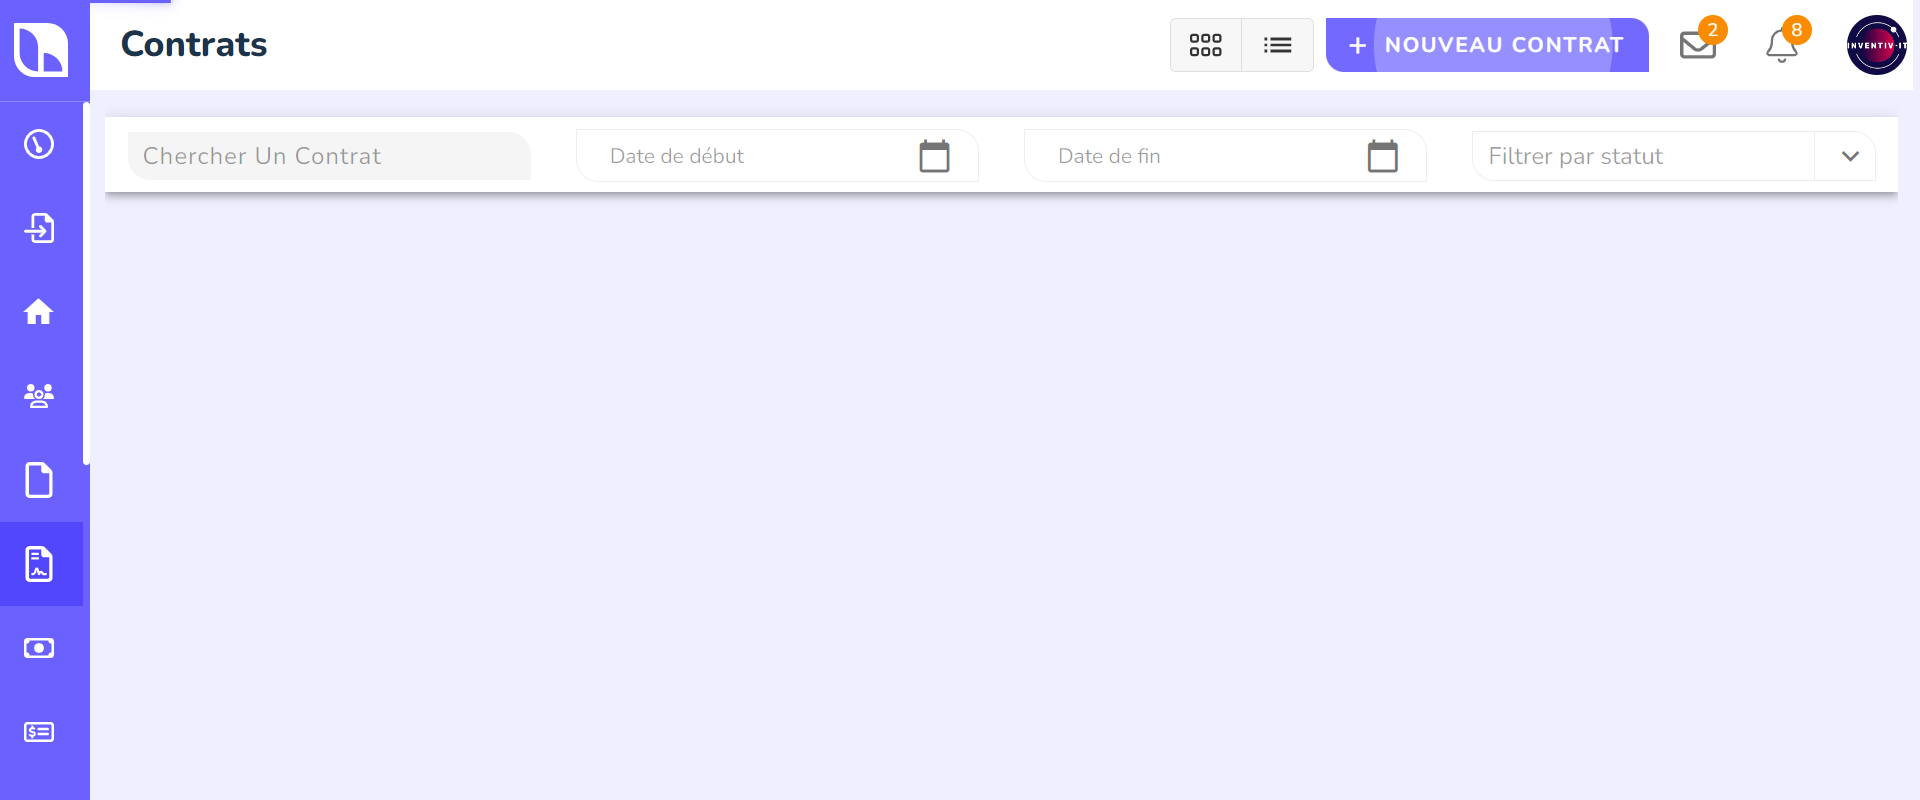 Contrats
+ NOUVEAU CONTRAT
2
8
INVENTIV-IT
Chercher Un Contrat
Date de début
Date de fin
Filtrer par statut